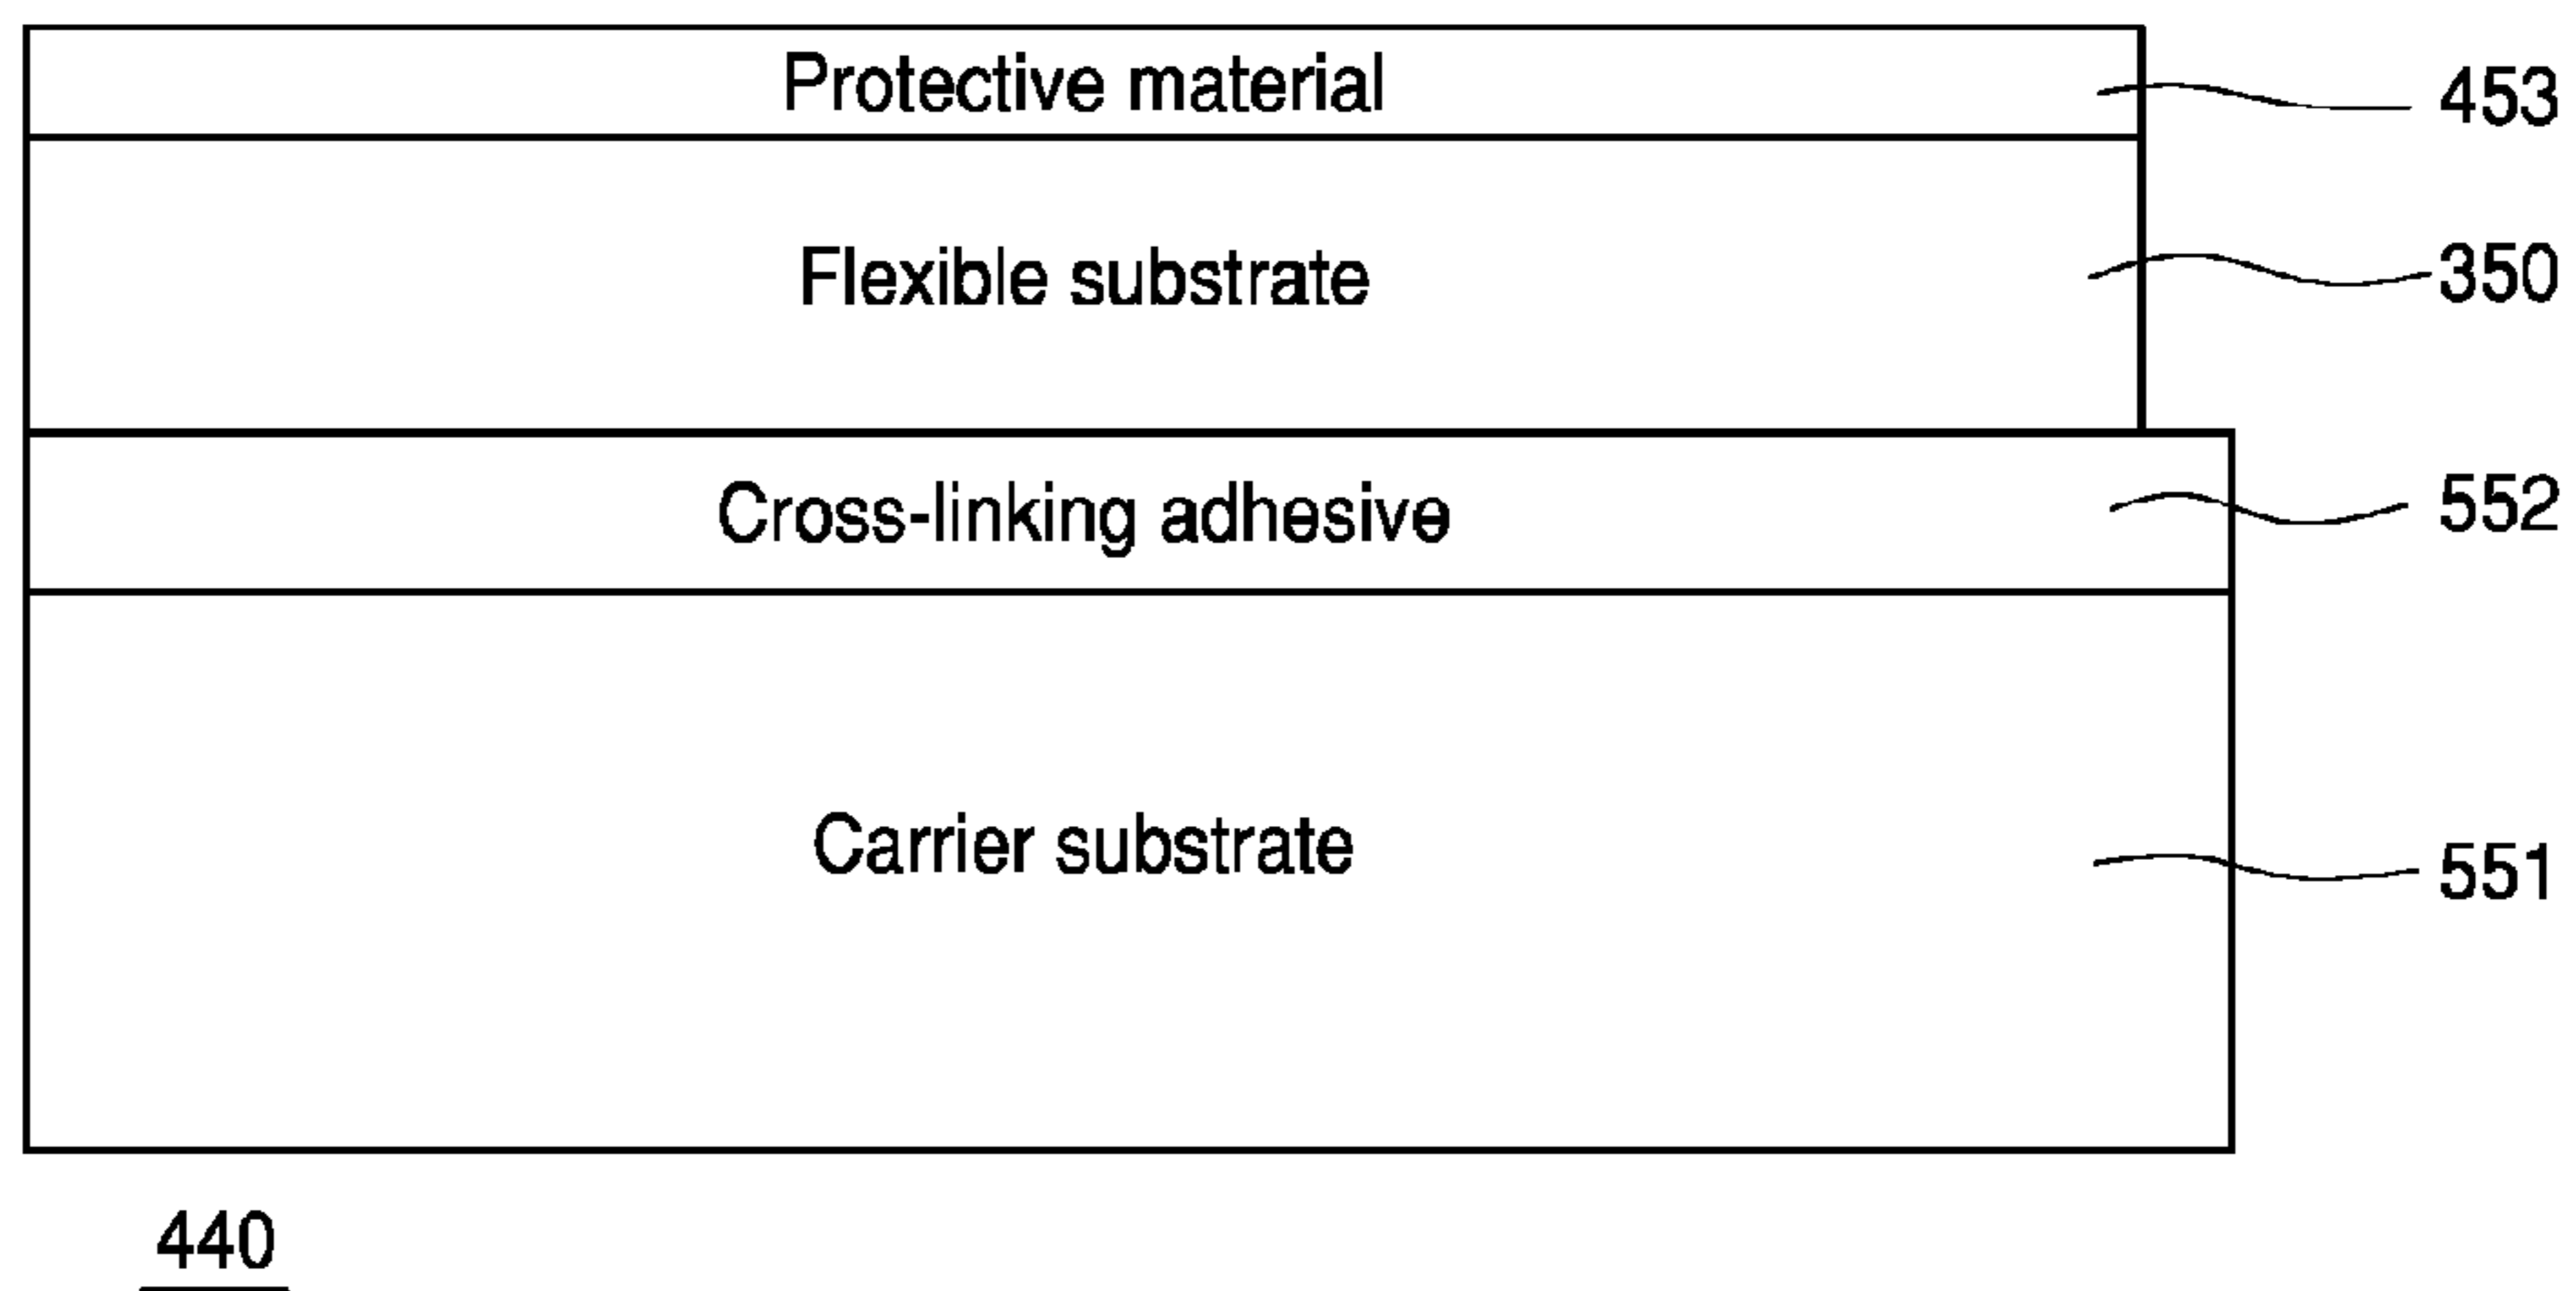 Protective material
453
Flexible substrate
350
Cross-linking adhesive
552
Carrier substrate
551
440